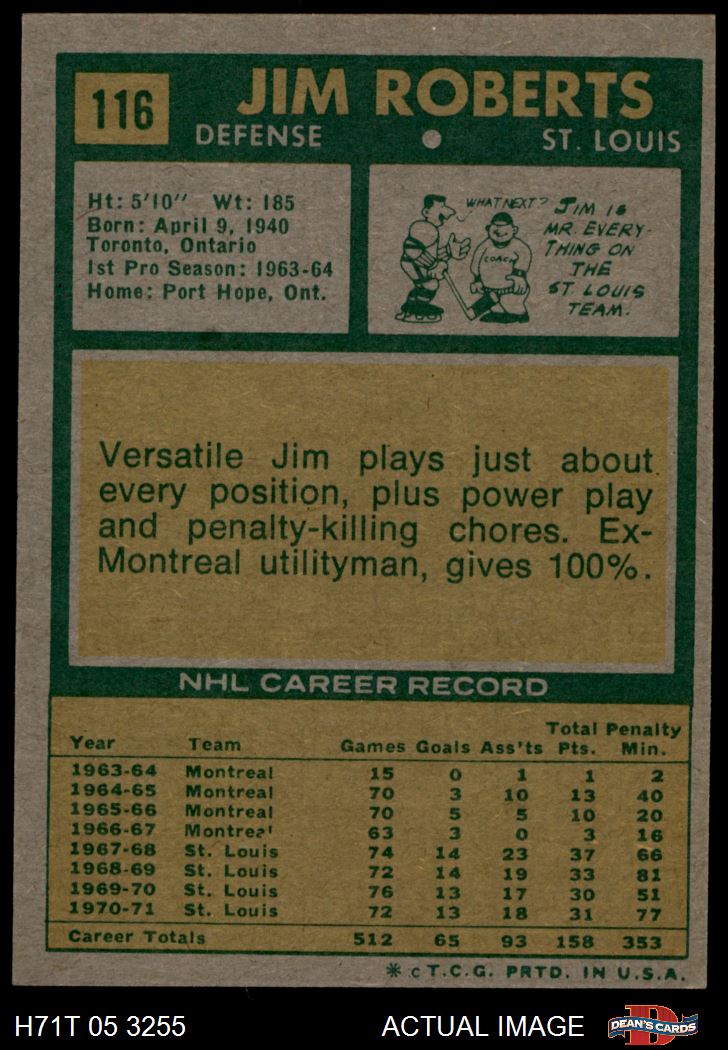 116
JIM ROBERTS
DEFENSE
ST. LOUIS
Ht: 5'10" Wt: 185
Born: April 9, 1940
Toronto, Ontario
1st Pro Season: 1963-64
Home: Port Hope, Ont.
WHAT NEXT?
COACH
JIM IS
MR. EVERY-
THING ON
THE
ST LOUIS
TEAM.
Versatile Jim plays just about
every position, plus power play
and penalty-killing chores. Ex-
Montreal utilityman, gives 100%.
NHL CAREER RECORD
Total Penalty
Year Team Games Goals Ass'ts Pts. Min.
1963-64 Montreal 15 0 1 1 2
1964-65 Montreal 70 3 10 13 40
1965-66 Montreal 70 5 5 10 20
1966-67 Montreal 63 3 0 3 16
1967-68 St. Louis 74 14 23 37 66
1968-69 St. Louis 72 14 19 33 81
1969-70 St. Louis 76 13 17 30 51
1970-71 St. Louis 72 13 18 31 77
Career Totals 512 65 93 158 353
* c T.C.G. PRTD. IN U.S.A.
H71T 05 3255
ACTUAL IMAGE
D
DEAN'S CARDS